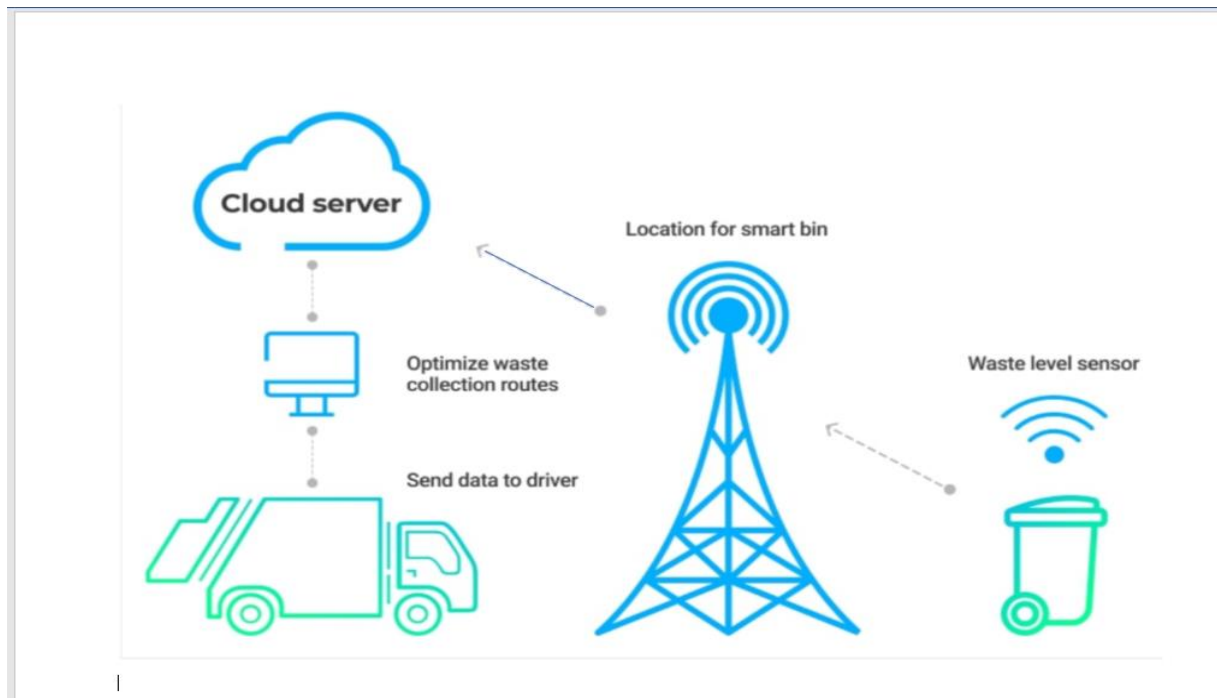 Cloud server
Location for smart bin
Optimize waste
collection routes
Waste level sensor
Send data to driver